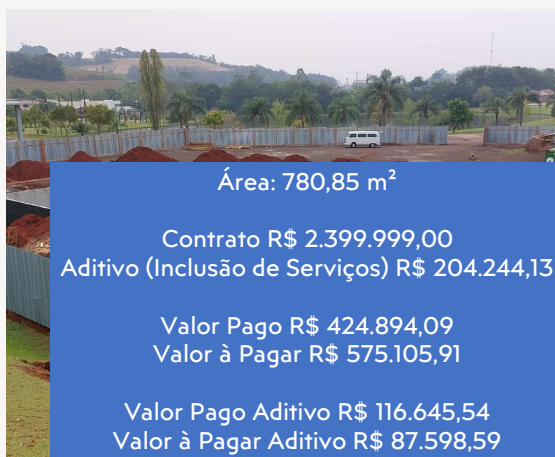 Área: 780,85 m²
Contrato R$ 2.399.999,00
Aditivo (Inclusão de Serviços) R$ 204.244,13
Valor Pago R$ 424.894,09
Valor à Pagar R$ 575.105,91
Valor Pago Aditivo R$ 116.645,54
Valor à Pagar Aditivo R$ 87.598,59